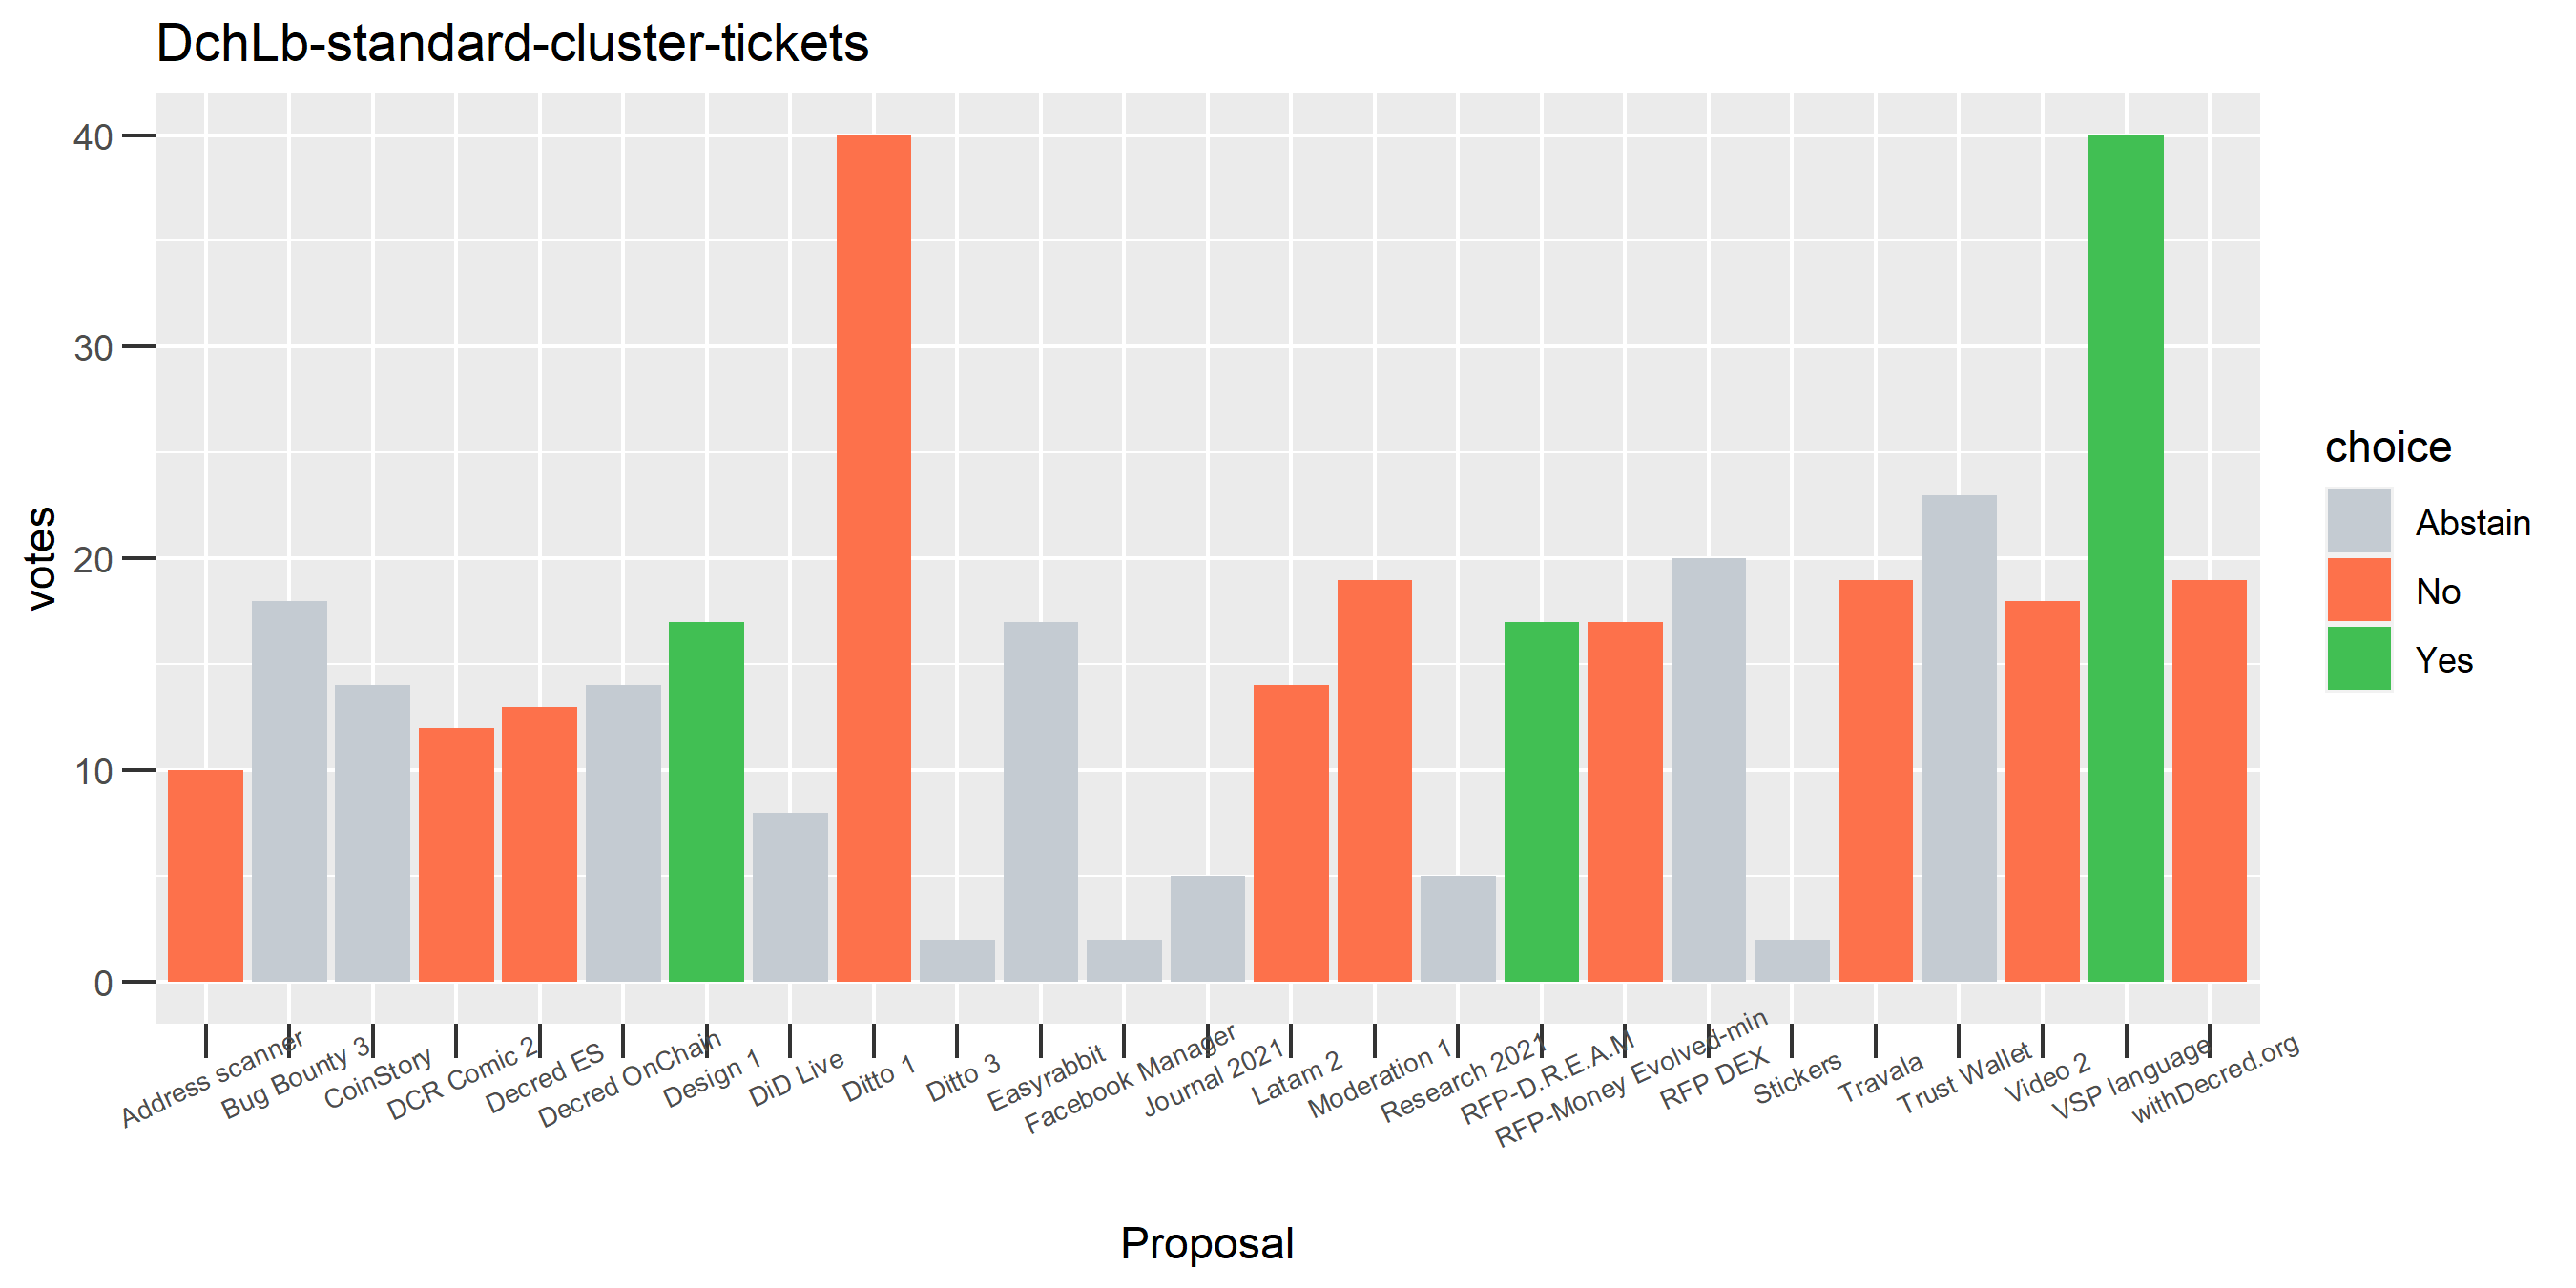 DchLb-standard-cluster-tickets
votes
40
30
20
10
0
Address scanner
Bug Bounty 3
CoinStory
DCR Comic 2
Decred ES
Decred OnChain
Design 1
DiD Live
Ditto 1
Ditto 3
Easyrabbit
Facebook Manager
Journal 2021
Latam 2
Moderation 1
Research 2021
RFP-D.R.E.A.M
RFP-Money Evolved-min
RFP DEX
Stickers
Travala
Trust Wallet
Video 2
VSP language
withDecred.org
Proposal
choice
Abstain
No
Yes